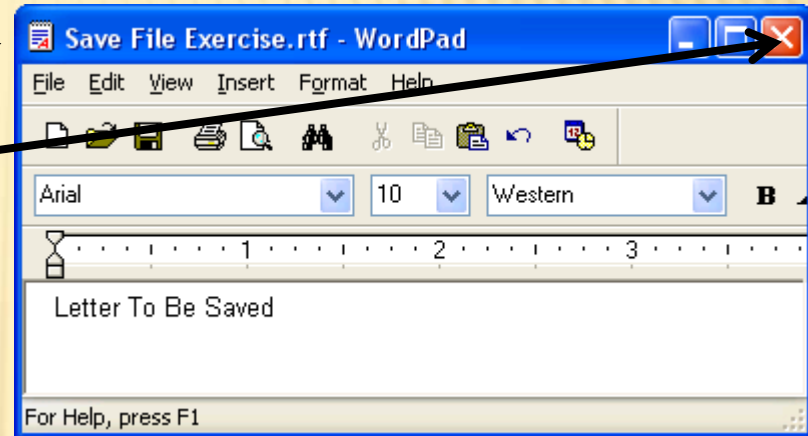 Save File Exercise.rtf - WordPad
File Edit View Insert Format Help
Arial 10 Western B
1 2 3
Letter To Be Saved
For Help, press F1